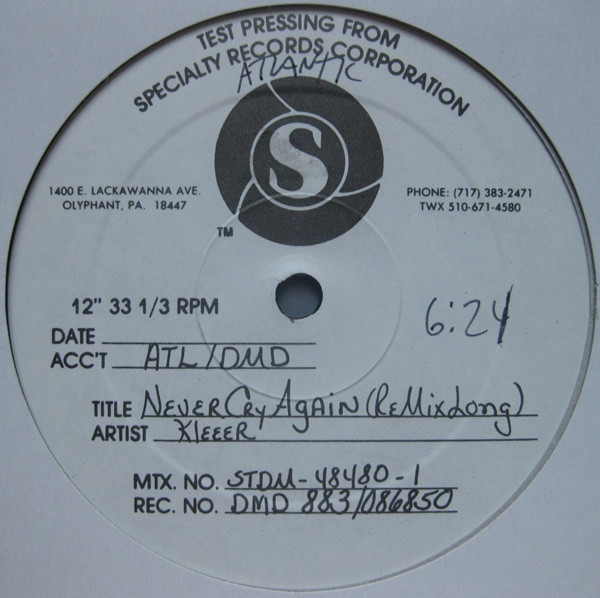 TEST PRESSING FROM
SPECIALTY RECORDS CORPORATION
ATLANTIC
S
TM
1400 E. LACKAWANNA AVE.
OLYPHANT, PA. 18447
PHONE: (717) 383-2471
TWX 510-671-4580
12" 33 1/3 RPM
6:24
DATE
ACC'T ATL/DMD
TITLE Never Cry Again (ReMix Long)
ARTIST Kleeer
MTX. NO. STDM-48480-1
REC. NO. DMD 883/086850